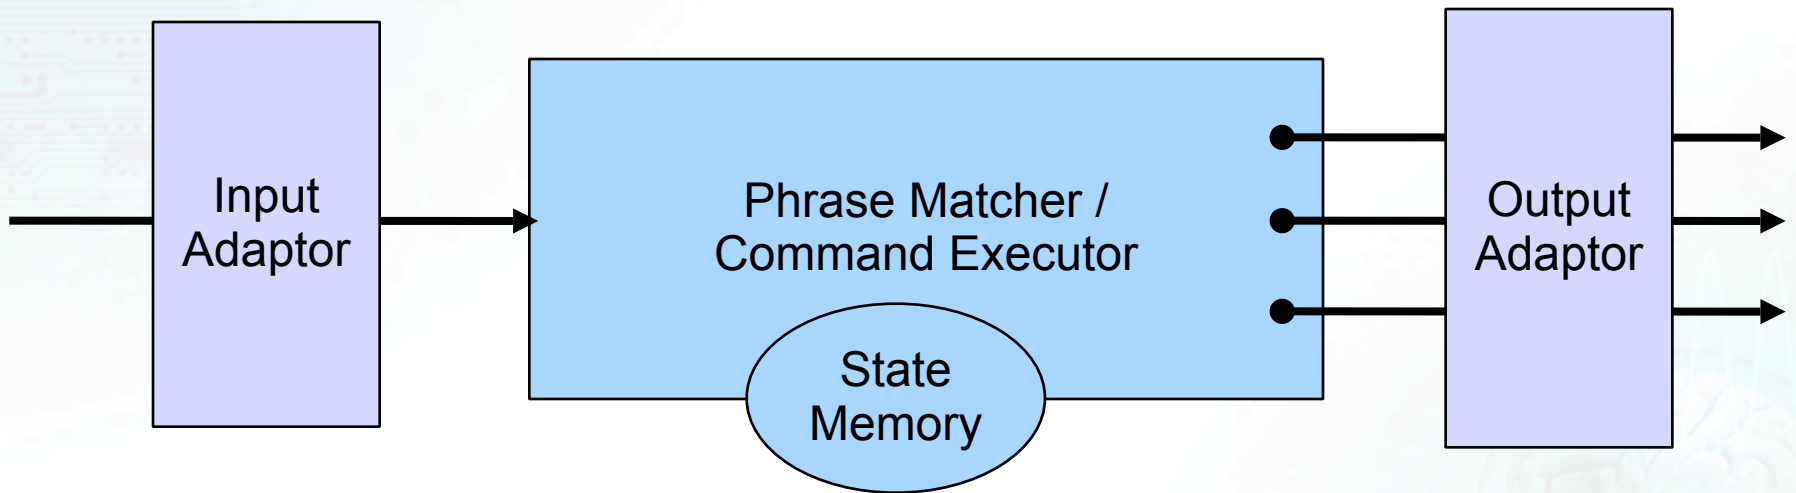 Input
Adaptor
Phrase Matcher /
Command Executor
State
Memory
Output
Adaptor